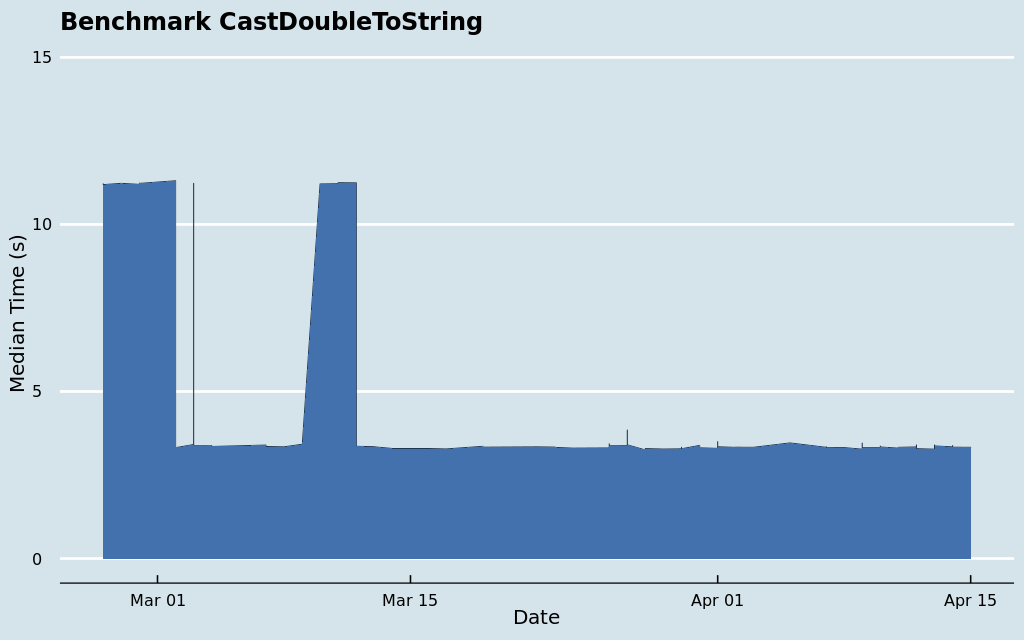 Benchmark CastDoubleToString
15
10
5
0
Median Time (s)
Mar 01
Mar 15
Apr 01
Apr 15
Date